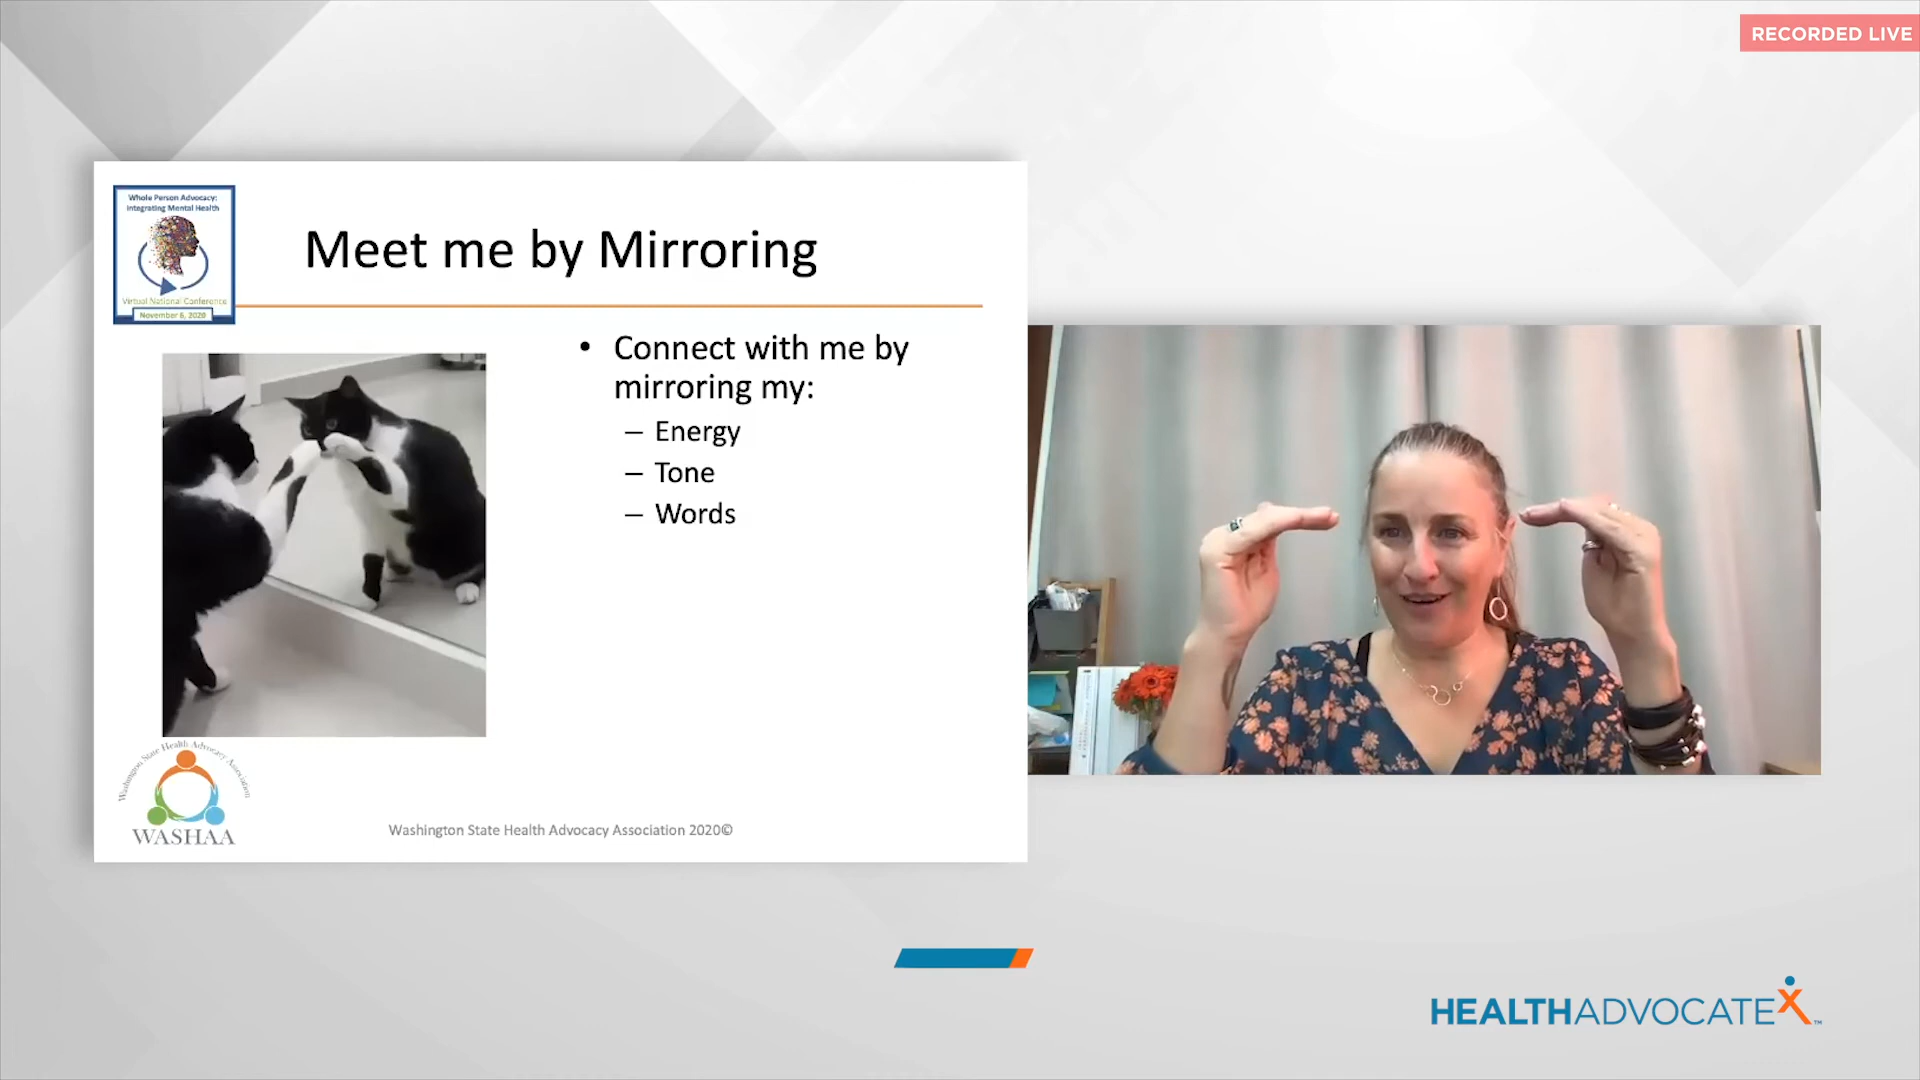 RECORDED LIVE
Whole Person Advocacy:
Integrating Mental Health
Virtual National Conference
November 6, 2020
Meet me by Mirroring
• Connect with me by
mirroring my:
– Energy
– Tone
– Words
Washington State Health Advocacy Association
WASHAA
Washington State Health Advocacy Association 2020©
HEALTHADVOCATEX™